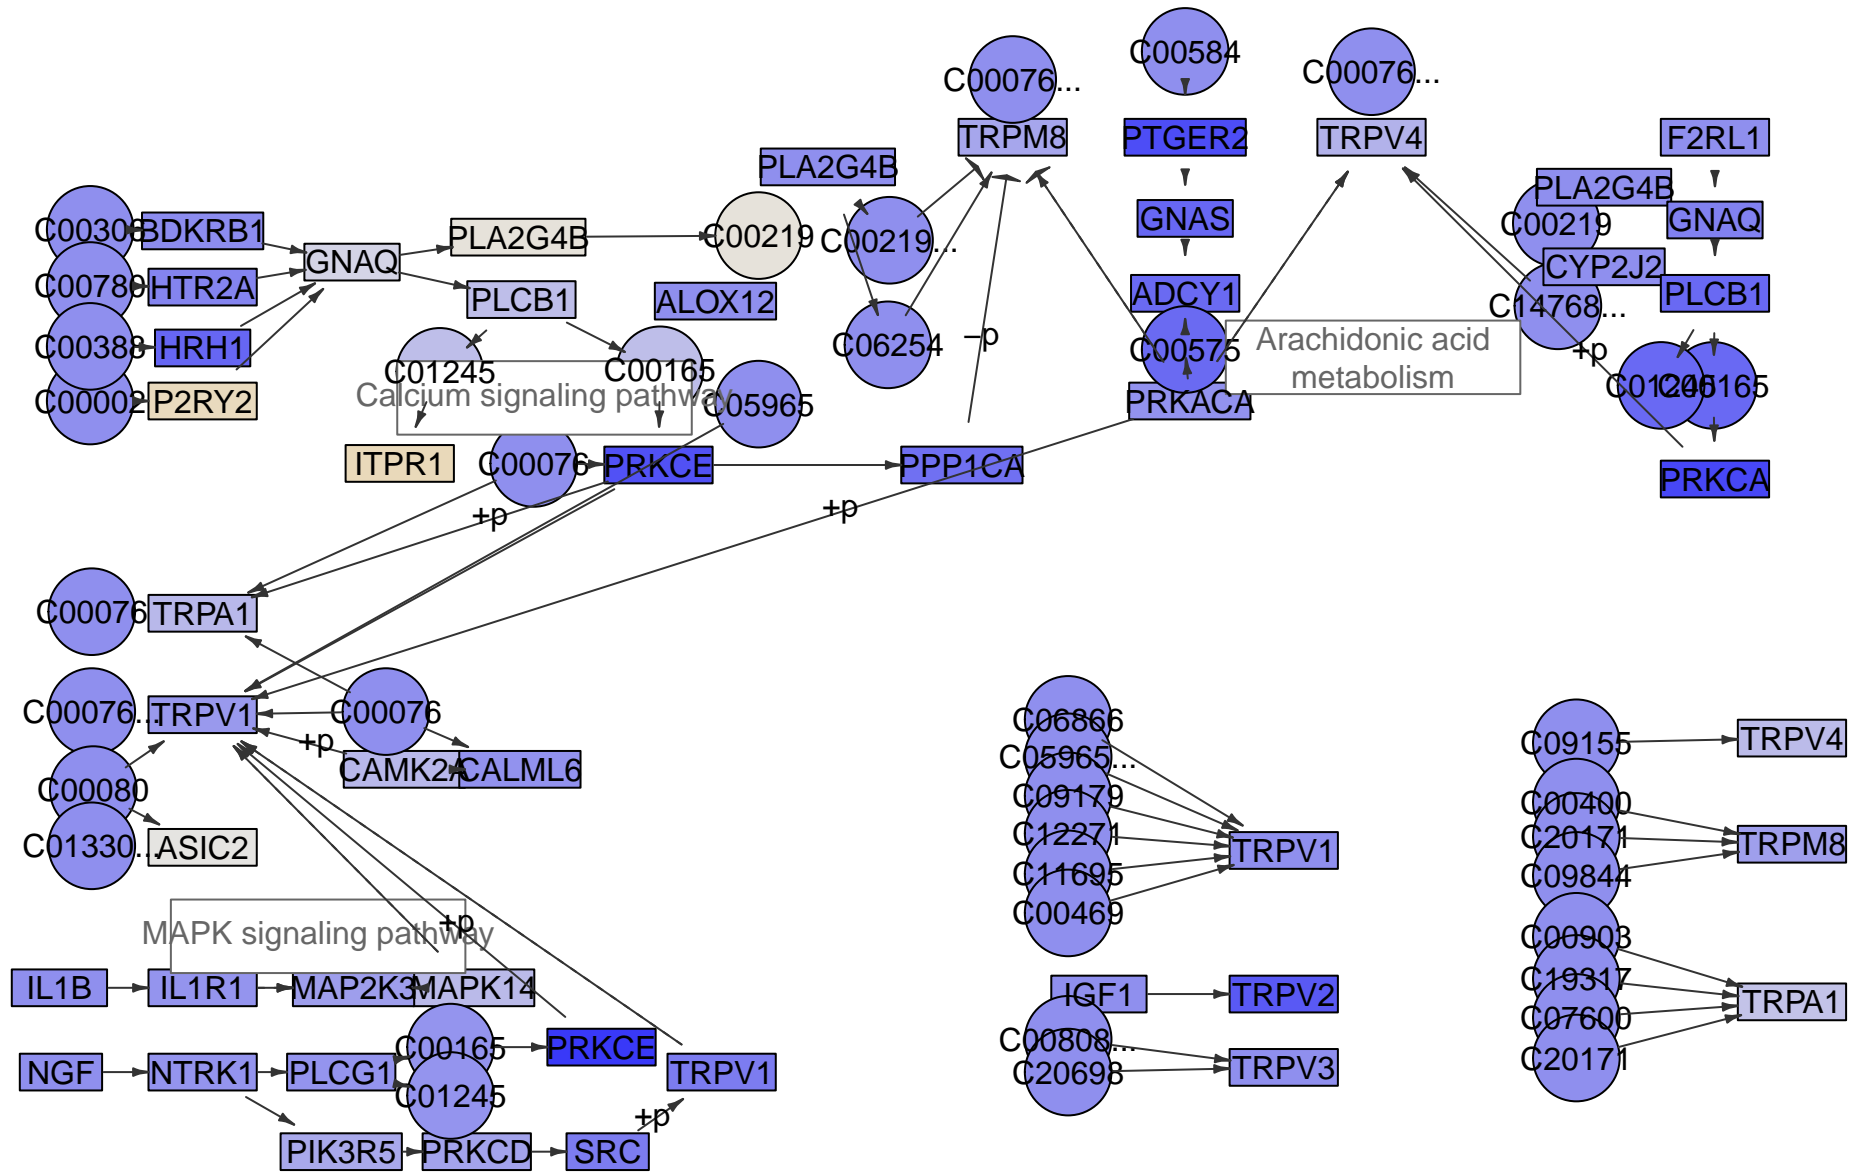 C00584
C00076...
C00076...
TRPM8
PTGER2
TRPV4
F2RL1
PLA2G4B
PLA2G4B
C00219
GNAS
GNAQ
BDKRB1
PLA2G4B
C00219
C00219...
GNAQ
CYP2J2
C00780
HTR2A
PLCB1
ALOX12
ADCY1
C14768...
PLCB1
C00388
HRH1
C06254
–p
C00575
Arachidonic acid
metabolism
+p
C01245
C00165
Calcium signaling pathway
C00002
P2RY2
C05965
PRKACA
C01245
C00165
ITPR1
C00076
PRKCE
PPP1CA
PRKCA
+p
+p
C00076
TRPA1
C00076...
TRPV1
C00076
+p
C00080
CAMK2A
CALML6
C01330...
ASIC2
C06866
C05965...
C09179
C12271
C11695
C00469
TRPV1
C09155
TRPV4
C00400
C20171
C09844
TRPM8
MAPK signaling pathway
+p
IL1B
IL1R1
MAP2K3
MAPK14
IGF1
TRPV2
C00903
C19317
C07600
C20171
TRPA1
C00165
PRKCE
C00808...
C20698
TRPV3
NGF
NTRK1
PLCG1
C01245
TRPV1
+p
PIK3R5
PRKCD
SRC